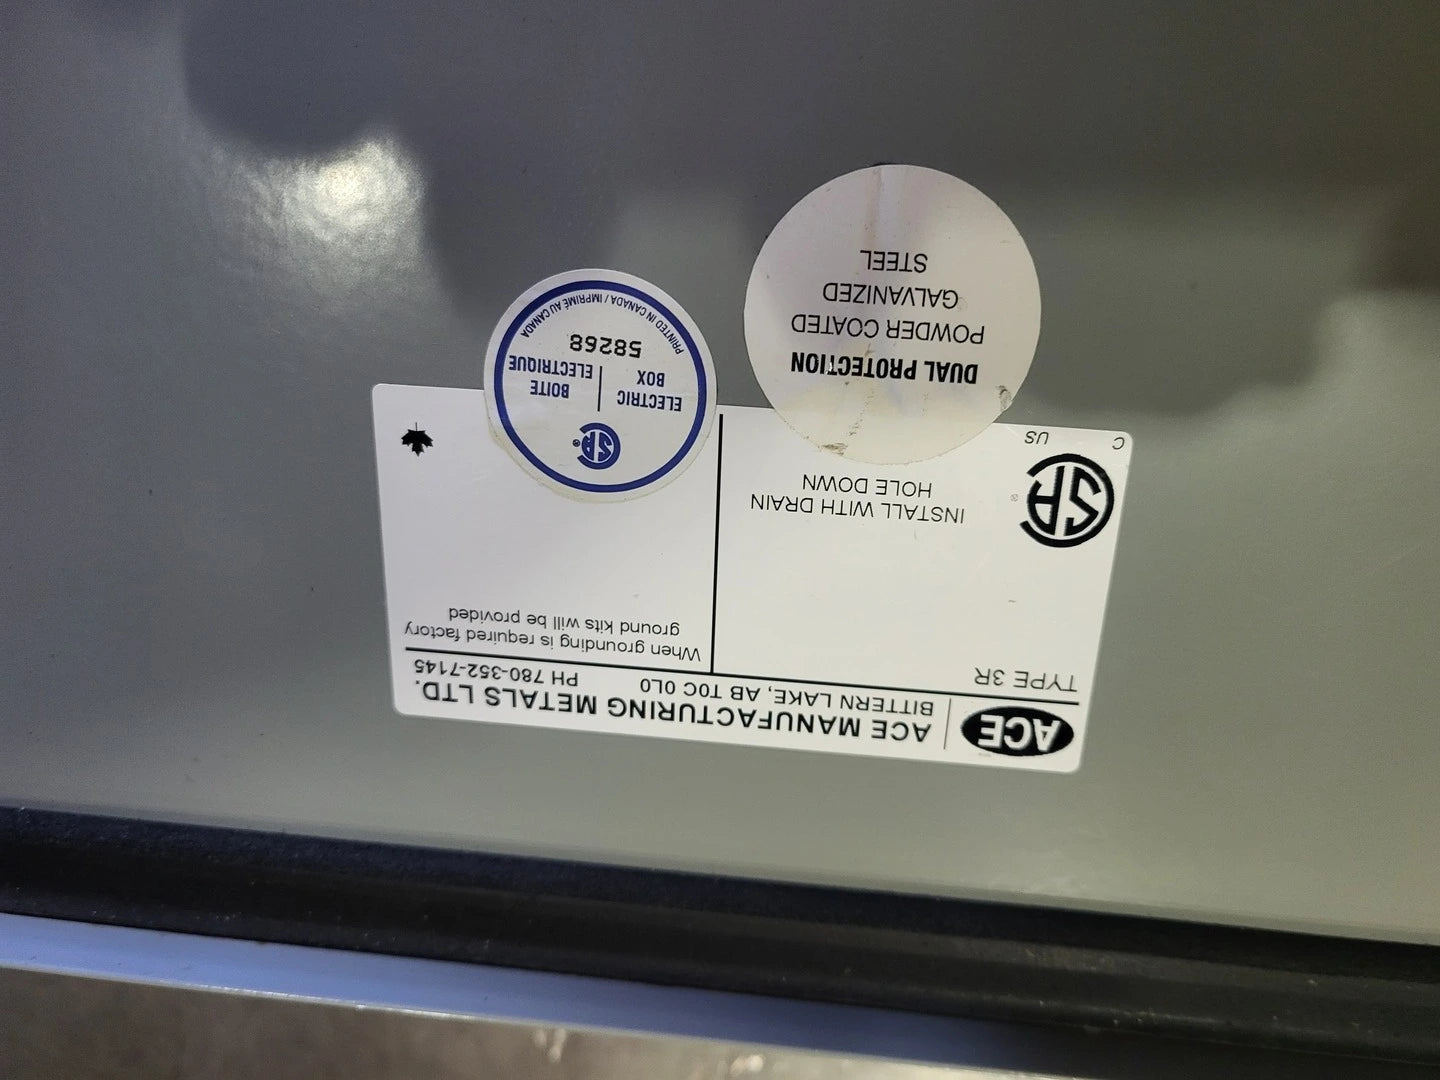 ACE
ACE MANUFACTURING METALS LTD.
BITTERN LAKE, AB T0C 0L0
PH 780-352-7145
TYPE 3R
When grounding is required factory
ground kits will be provided
INSTALL WITH DRAIN
HOLE DOWN
SA ®
C
US
DUAL PROTECTION
POWDER COATED
GALVANIZED
STEEL
SA ®
ELECTRIC
BOX
BOITE
ELECTRIQUE
58268
PRINTED IN CANADA / IMPRIMÉ AU CANADA